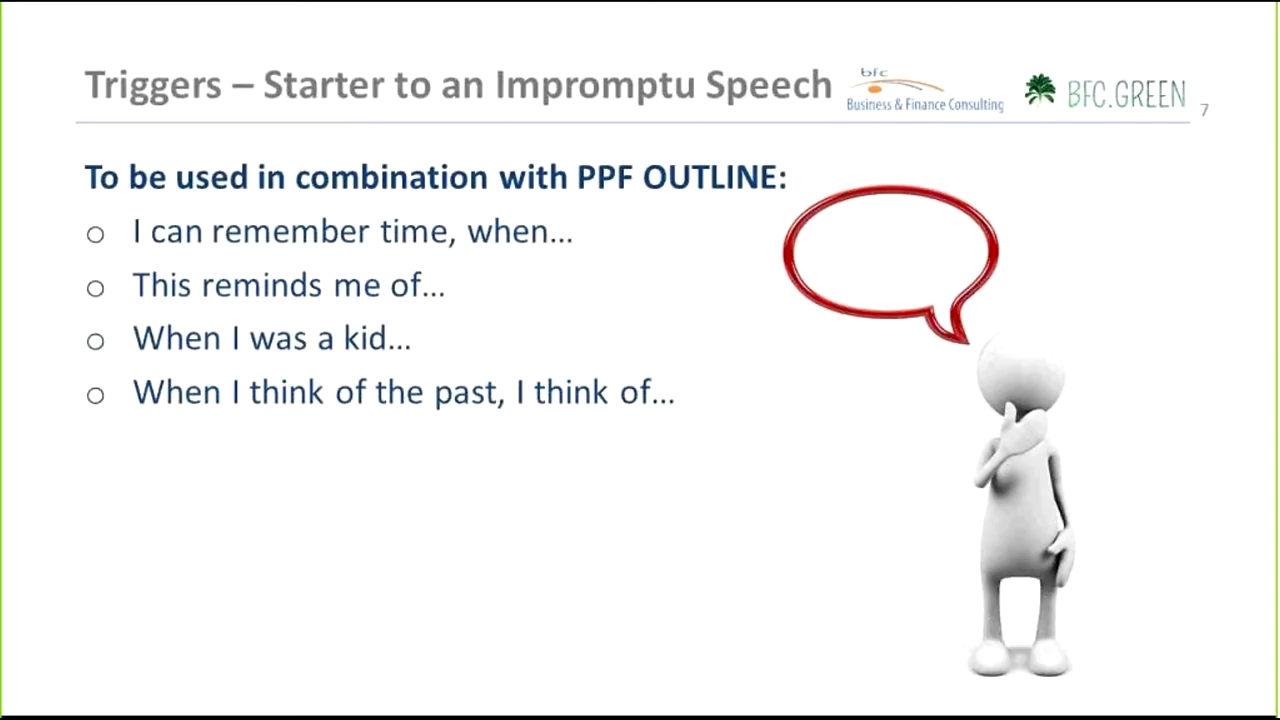 Triggers – Starter to an Impromptu Speech
bfc
Business & Finance Consulting
BFC.GREEN
7
To be used in combination with PPF OUTLINE:
o I can remember time, when...
o This reminds me of...
o When I was a kid...
o When I think of the past, I think of...